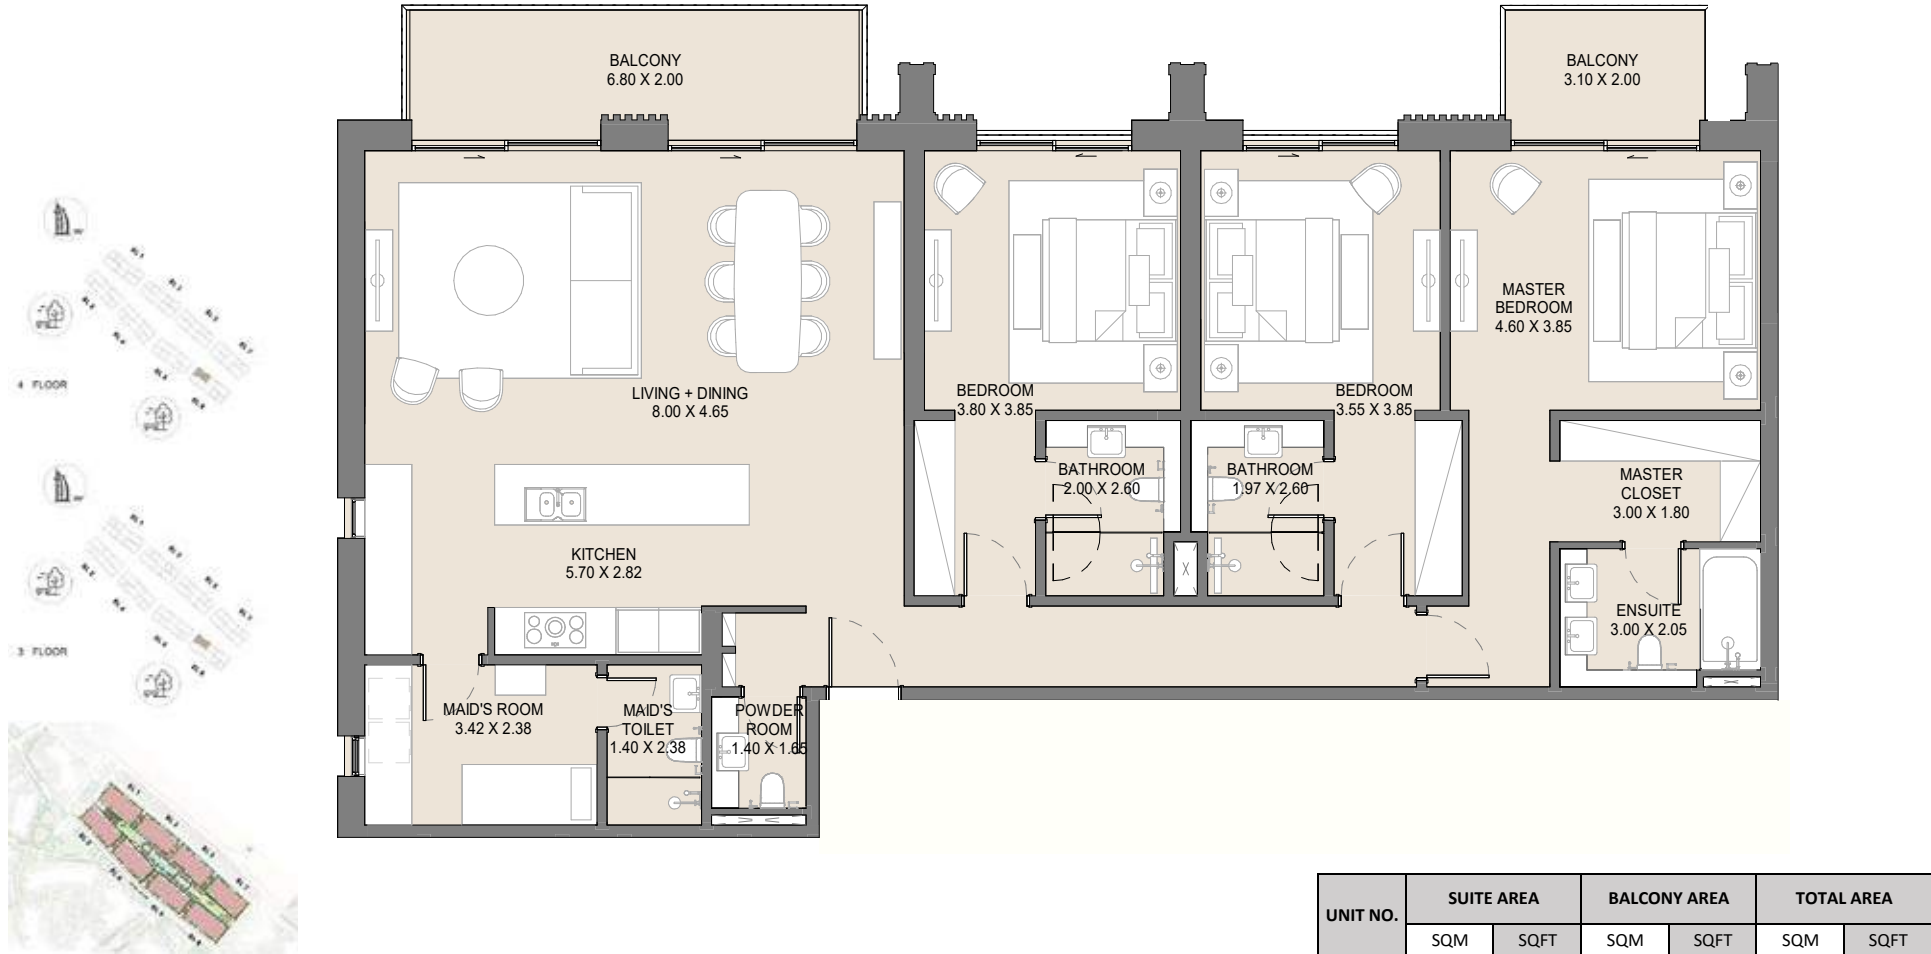 BALCONY
6.80 X 2.00
BALCONY
3.10 X 2.00
MASTER
BEDROOM
4.60 X 3.85
LIVING + DINING
8.00 X 4.65
BEDROOM
3.80 X 3.85
BEDROOM
3.55 X 3.85
BATHROOM
2.00 X 2.60
BATHROOM
1.97 X 2.60
MASTER
CLOSET
3.00 X 1.80
KITCHEN
5.70 X 2.82
ENSUITE
3.00 X 2.05
MAID'S ROOM
3.42 X 2.38
MAID'S
TOILET
1.40 X 2.38
POWDER
ROOM
1.40 X 1.65
4 FLOOR
3 FLOOR
UNIT NO. SUITE AREA BALCONY AREA TOTAL AREA
SQM SQFT SQM SQFT SQM SQFT